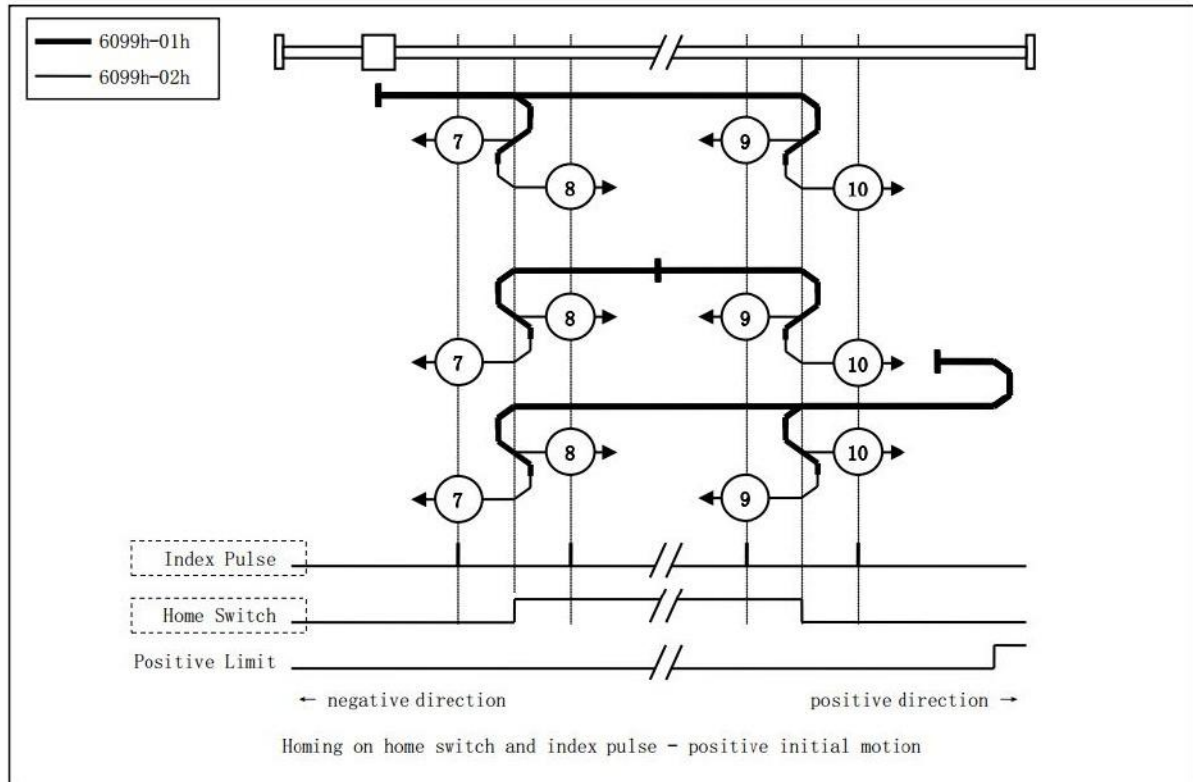 6099h-01h
6099h-02h
7
9
8
10
8
9
7
10
8
10
7
9
Index Pulse
Home Switch
Positive Limit
← negative direction
positive direction →
Homing on home switch and index pulse - positive initial motion